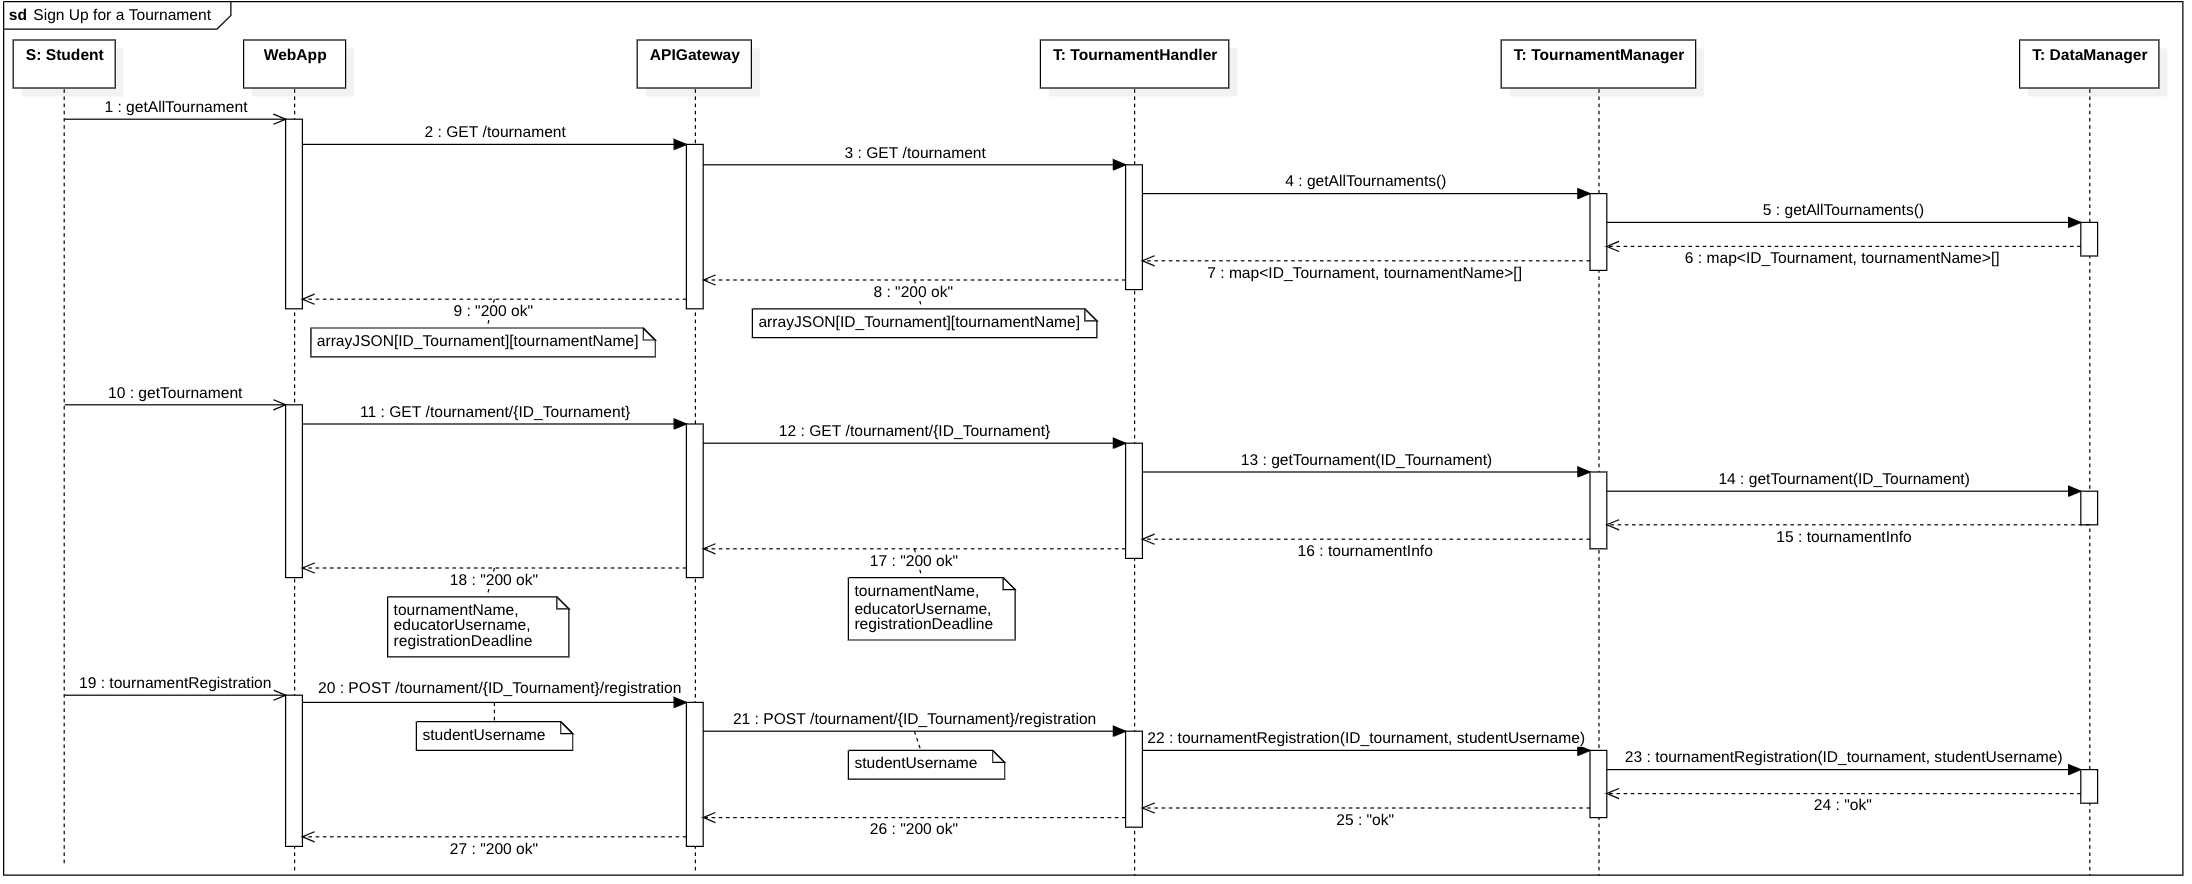 sd Sign Up for a Tournament
S: Student
WebApp
APIGateway
T: TournamentHandler
T: TournamentManager
T: DataManager
1 : getAllTournament
2 : GET /tournament
3 : GET /tournament
4 : getAllTournaments()
5 : getAllTournaments()
6 : map<ID_Tournament, tournamentName>[]
7 : map<ID_Tournament, tournamentName>[]
8 : "200 ok"
arrayJSON[ID_Tournament][tournamentName]
9 : "200 ok"
arrayJSON[ID_Tournament][tournamentName]
10 : getTournament
11 : GET /tournament/{ID_Tournament}
12 : GET /tournament/{ID_Tournament}
13 : getTournament(ID_Tournament)
14 : getTournament(ID_Tournament)
15 : tournamentInfo
16 : tournamentInfo
17 : "200 ok"
tournamentName,
educatorUsername,
registrationDeadline
18 : "200 ok"
tournamentName,
educatorUsername,
registrationDeadline
19 : tournamentRegistration
20 : POST /tournament/{ID_Tournament}/registration
studentUsername
21 : POST /tournament/{ID_Tournament}/registration
studentUsername
22 : tournamentRegistration(ID_tournament, studentUsername)
23 : tournamentRegistration(ID_tournament, studentUsername)
24 : "ok"
25 : "ok"
26 : "200 ok"
27 : "200 ok"